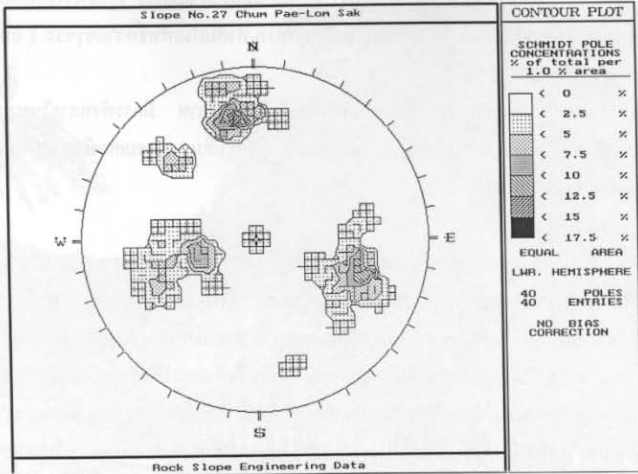 Slope No.27 Chum Pae-Lom Sak
N
W
E
S
Rock Slope Engineering Data
CONTOUR PLOT
SCHMIDT POLE
CONCENTRATIONS
% of total per
1.0 % area
< 0 %
< 2.5 %
< 5 %
< 7.5 %
< 10 %
< 12.5 %
< 15 %
< 17.5 %
EQUAL AREA
LWR. HEMISPHERE
40 POLES
40 ENTRIES
NO BIAS
CORRECTION